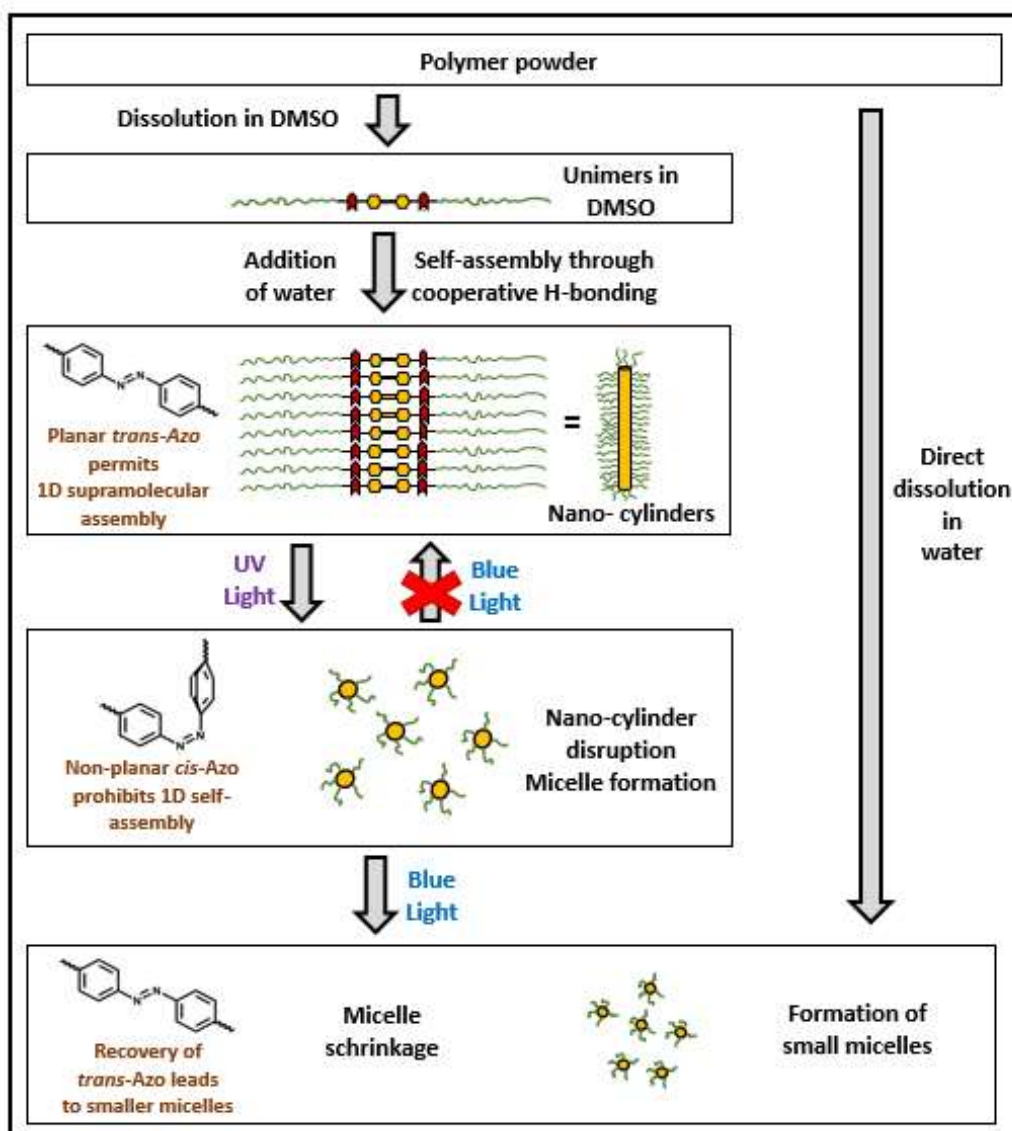 Polymer powder
Dissolution in DMSO
Unimers in
DMSO
Addition
of water
Self-assembly through
cooperative H-bonding
N
N
Planar trans-Azo
permits
1D supramolecular
assembly
=
Nano- cylinders
Direct
dissolution
in
water
UV
Light
Blue
Light
N
N
Non-planar cis-Azo
prohibits 1D self-
assembly
Nano-cylinder
disruption
Micelle formation
Blue
Light
N
N
Recovery of
trans-Azo leads
to smaller micelles
Micelle
schrinkage
Formation of
small micelles